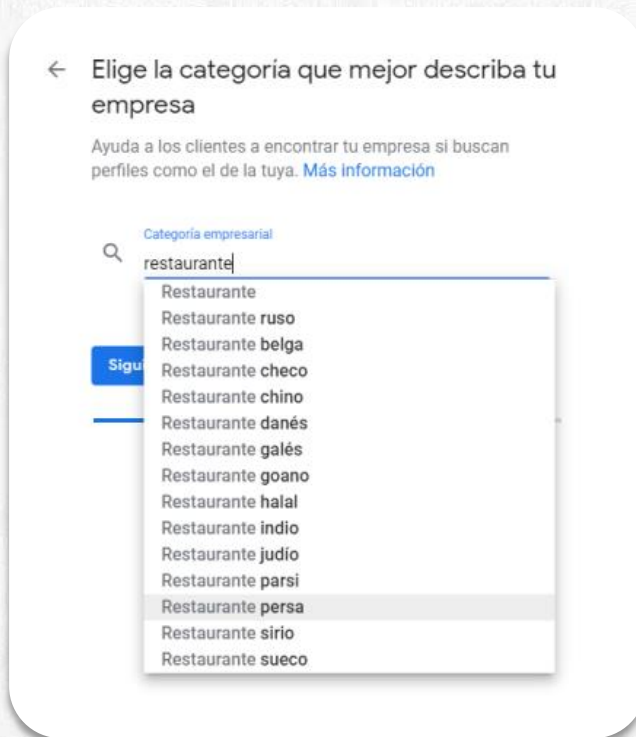 Elige la categoría que mejor describa tu
empresa
Ayuda a los clientes a encontrar tu empresa si buscan
perfiles como el de la tuya. Más información
Categoría empresarial
restaurante
Restaurante
Restaurante ruso
Restaurante belga
Restaurante checo
Restaurante chino
Restaurante danés
Restaurante galés
Restaurante goano
Restaurante halal
Restaurante indio
Restaurante judío
Restaurante parsi
Restaurante persa
Restaurante sirio
Restaurante sueco